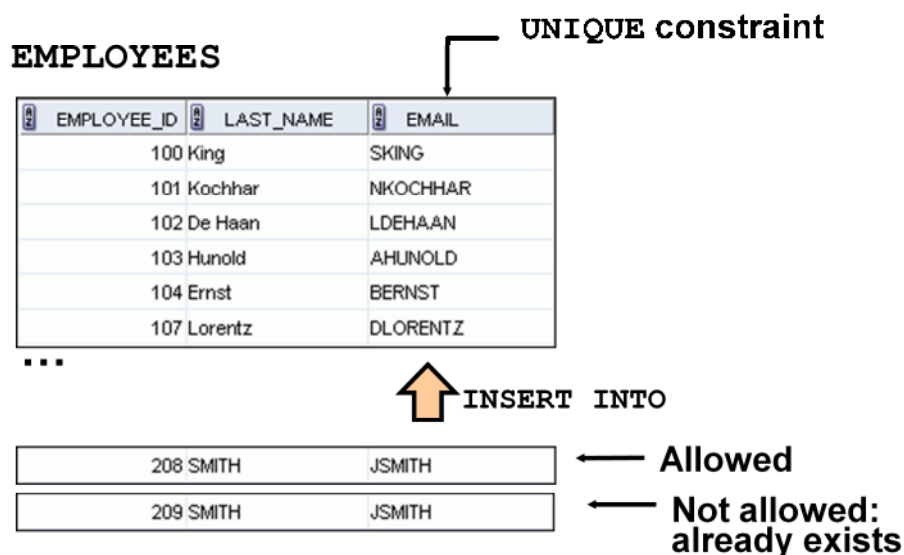 UNIQUE constraint
EMPLOYEES
EMPLOYEE_ID LAST_NAME EMAIL
100 King SKING
101 Kochhar NKOCHHAR
102 De Haan LDEHAAN
103 Hunold AHUNOLD
104 Ernst BERNST
107 Lorentz DLORENTZ
...
INSERT INTO
208 SMITH JSMITH Allowed
209 SMITH JSMITH Not allowed:
already exists